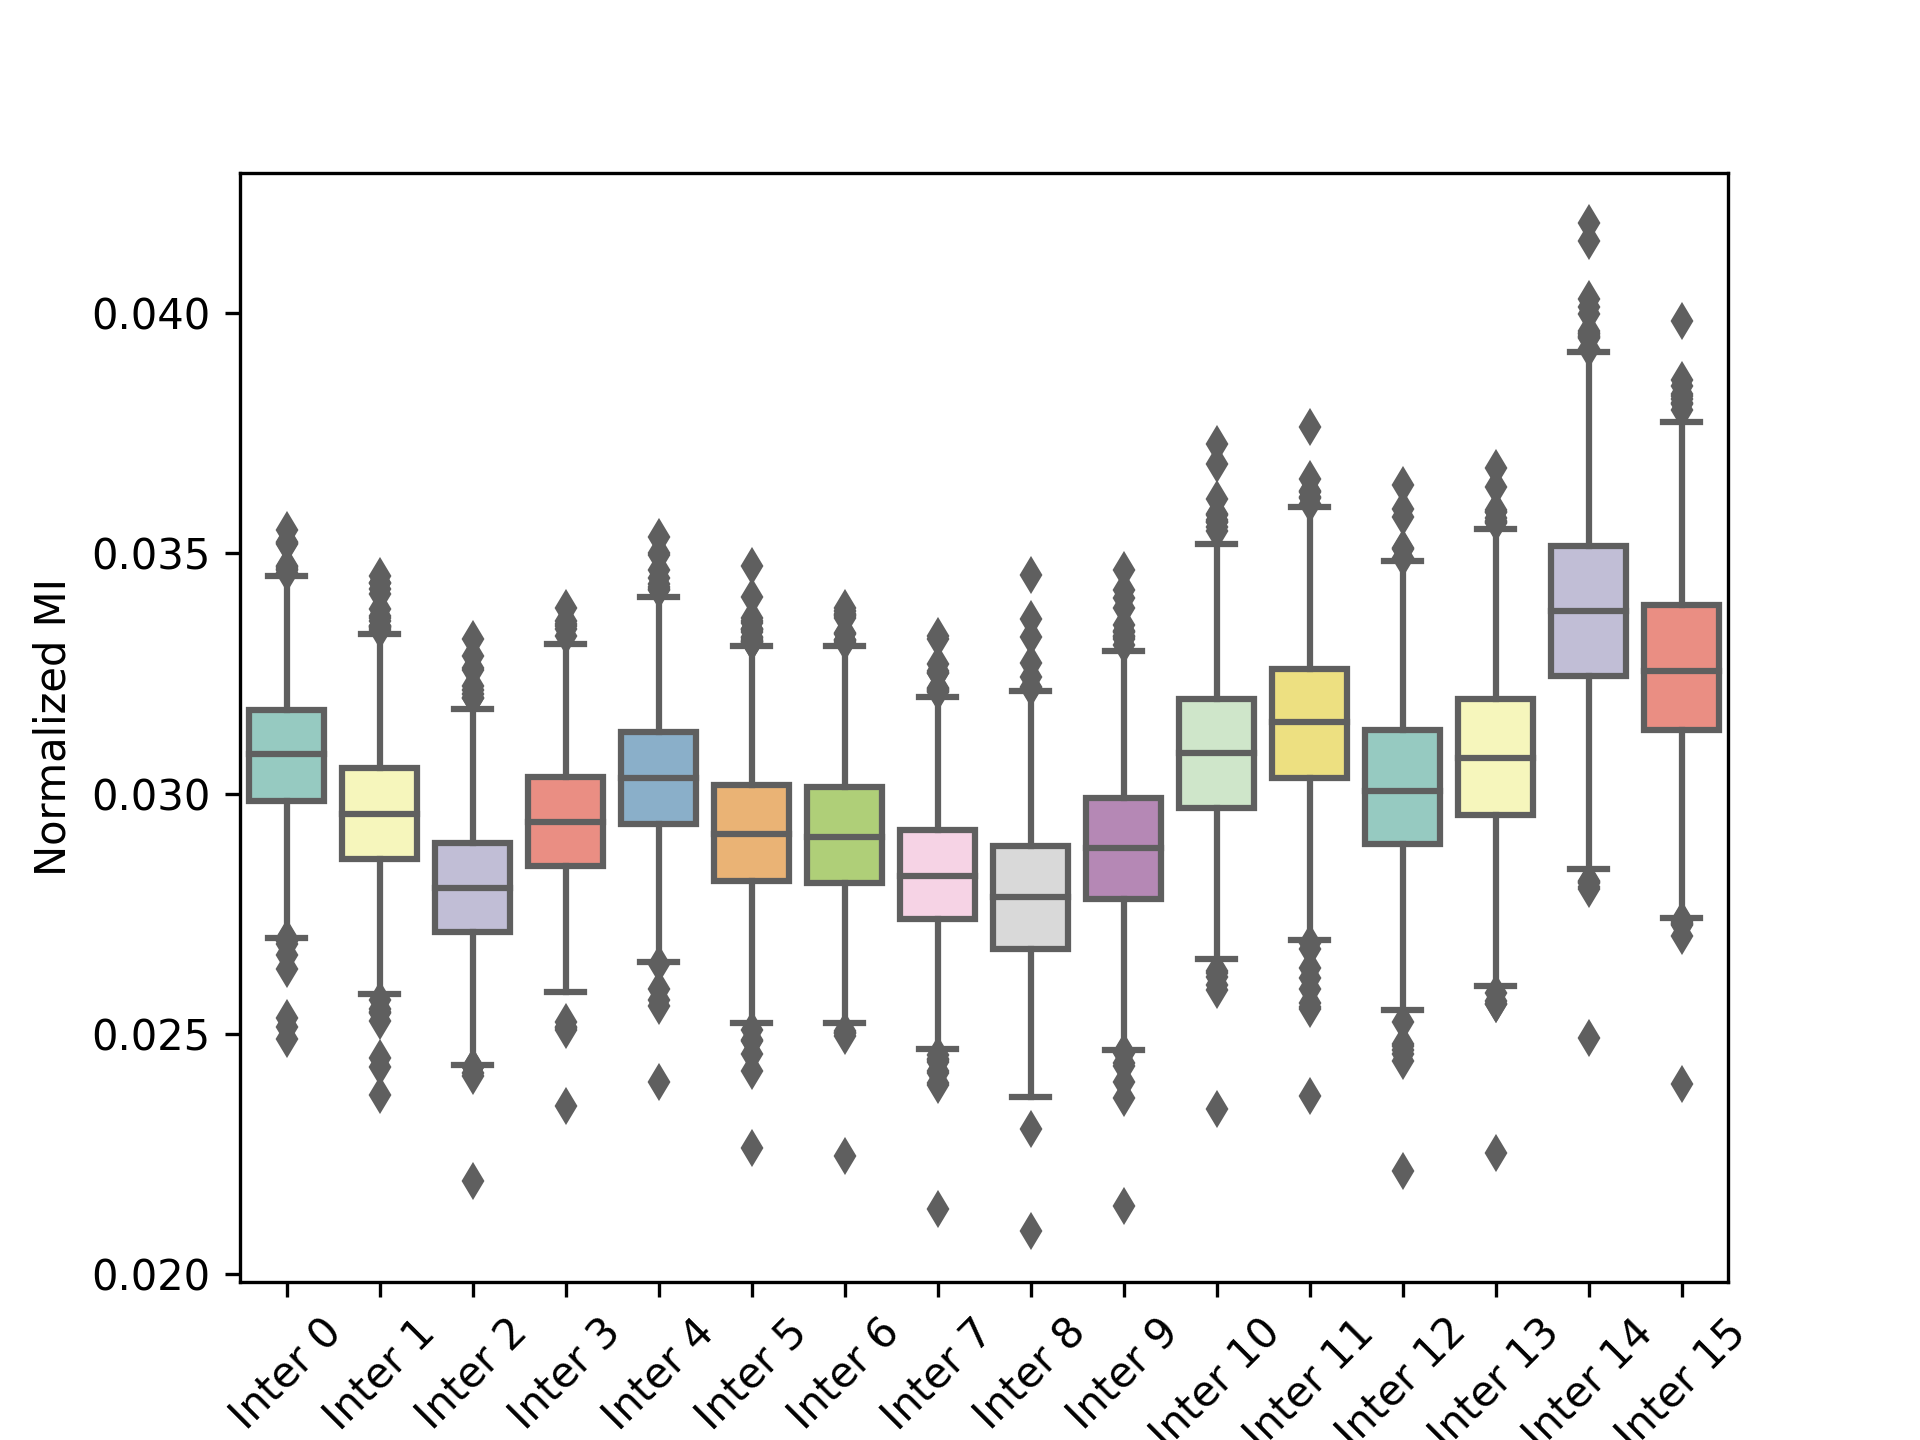 Normalized MI
0.040
0.035
0.030
0.025
0.020
Inter 0
Inter 1
Inter 2
Inter 3
Inter 4
Inter 5
Inter 6
Inter 7
Inter 8
Inter 9
Inter 10
Inter 11
Inter 12
Inter 13
Inter 14
Inter 15